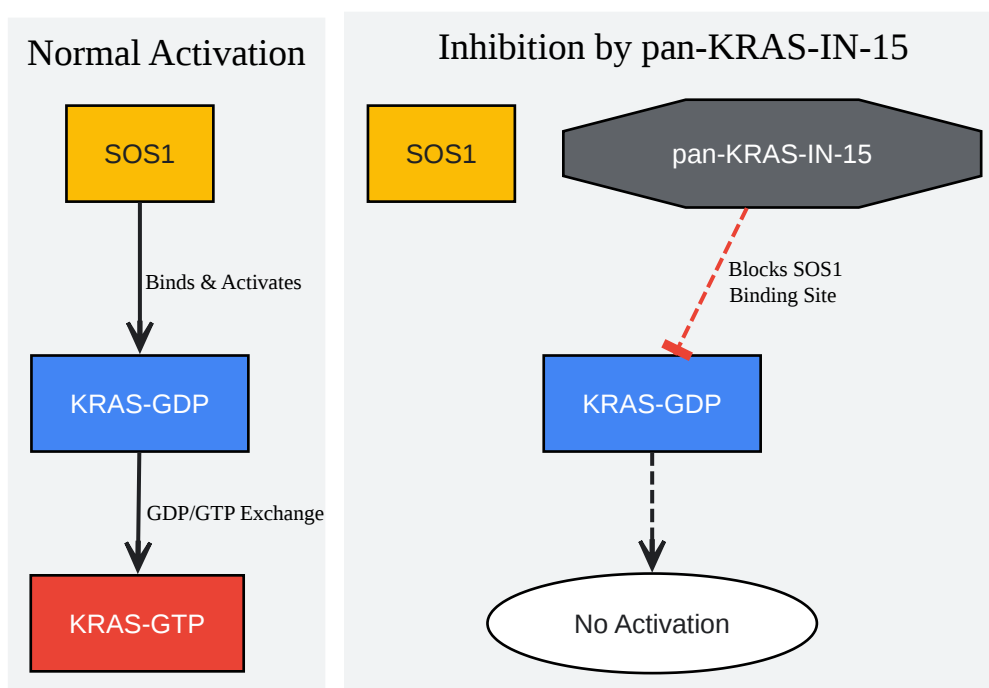 Normal Activation
SOS1
Binds & Activates
KRAS-GDP
GDP/GTP Exchange
KRAS-GTP
Inhibition by pan-KRAS-IN-15
SOS1
pan-KRAS-IN-15
Blocks SOS1
Binding Site
KRAS-GDP
No Activation